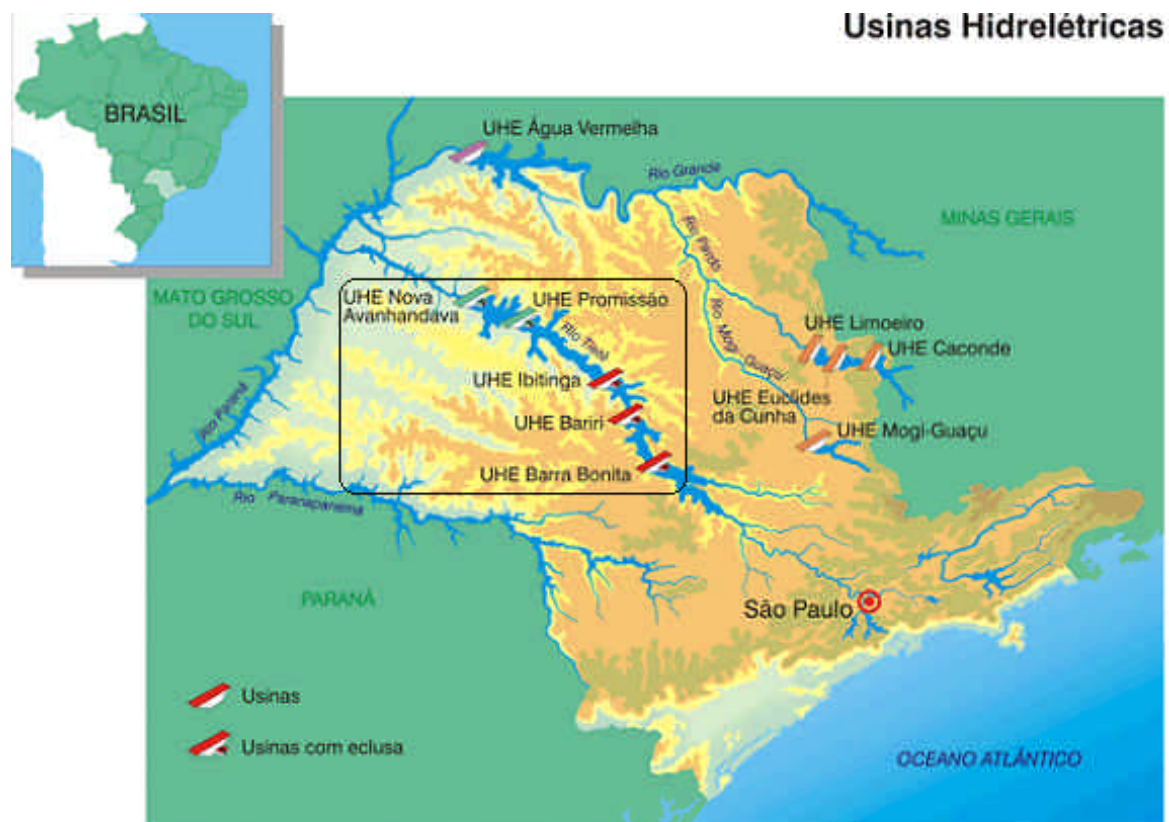 Usinas Hidrelétricas
BRASIL
UHE Água Vermelha
Rio Grande
MINAS GERAIS
Rio Pardo
MATO GROSSO
DO SUL
UHE Nova
Avanhandava
UHE Promissão
Rio Tietê
Rio Mogi-Guaçu
UHE Limoeiro
UHE Caconde
UHE Ibitinga
UHE Euclides
da Cunha
UHE Bariri
UHE Mogi-Guaçu
Rio Paraná
UHE Barra Bonita
Rio Paranapanema
PARANÁ
São Paulo
Usinas
Usinas com eclusa
OCEANO ATLÂNTICO